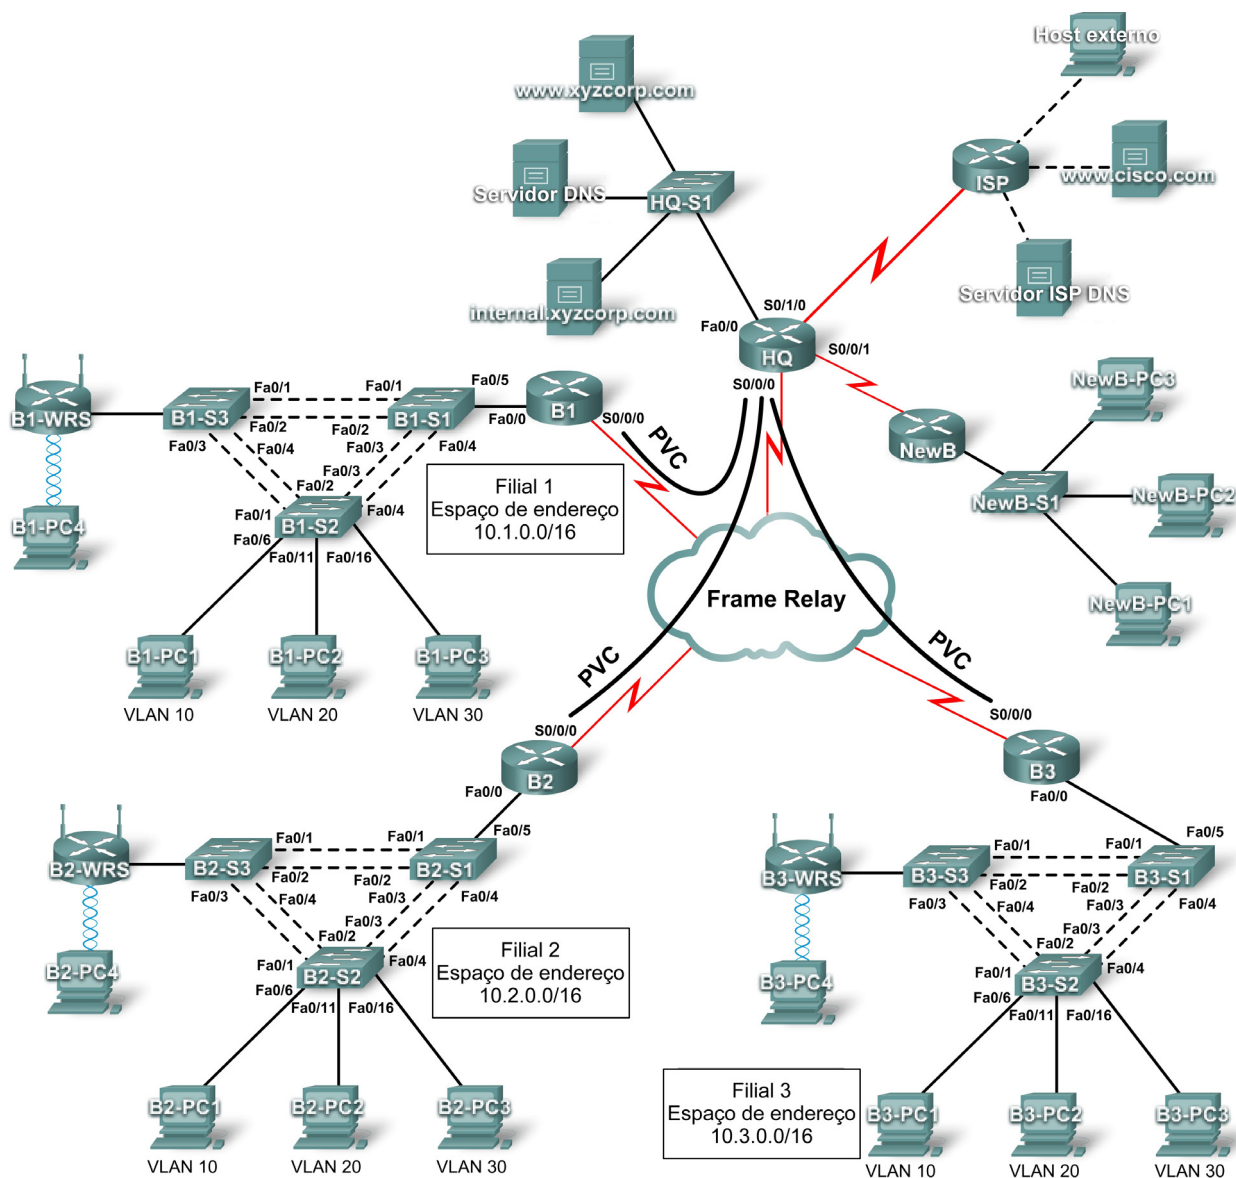 Host externo
www.xyzcorp.com
Servidor DNS
HQ-S1
ISP
www.cisco.com
internal.xyzcorp.com
Servidor ISP DNS
S0/1/0
Fa0/0
HQ
S0/0/1
S0/0/0
NewB-PC3
NewB
NewB-S1
NewB-PC2
NewB-PC1
B1-WRS
Fa0/1
B1-S3
Fa0/2
Fa0/3
Fa0/4
Fa0/1
Fa0/5
B1-S1
Fa0/2
Fa0/3
Fa0/4
Fa0/0
B1
S0/0/0
PVC
Fa0/3
Fa0/2
Fa0/1
Fa0/4
B1-S2
Fa0/6
Fa0/11
Fa0/16
B1-PC4
Filial 1
Espaço de endereço
10.1.0.0/16
Frame Relay
B1-PC1
B1-PC2
B1-PC3
VLAN 10
VLAN 20
VLAN 30
PVC
PVC
S0/0/0
B2
Fa0/0
S0/0/0
B3
Fa0/0
B2-WRS
Fa0/1
B2-S3
Fa0/2
Fa0/3
Fa0/4
Fa0/1
Fa0/5
B2-S1
Fa0/2
Fa0/3
Fa0/4
Fa0/3
Fa0/2
Fa0/1
Fa0/4
B2-S2
Fa0/6
Fa0/11
Fa0/16
B2-PC4
Filial 2
Espaço de endereço
10.2.0.0/16
B2-PC1
B2-PC2
B2-PC3
VLAN 10
VLAN 20
VLAN 30
B3-WRS
Fa0/1
B3-S3
Fa0/2
Fa0/3
Fa0/4
Fa0/1
Fa0/5
B3-S1
Fa0/2
Fa0/3
Fa0/4
Fa0/3
Fa0/2
Fa0/1
Fa0/4
B3-S2
Fa0/6
Fa0/11
Fa0/16
B3-PC4
Filial 3
Espaço de endereço
10.3.0.0/16
B3-PC1
B3-PC2
B3-PC3
VLAN 10
VLAN 20
VLAN 30